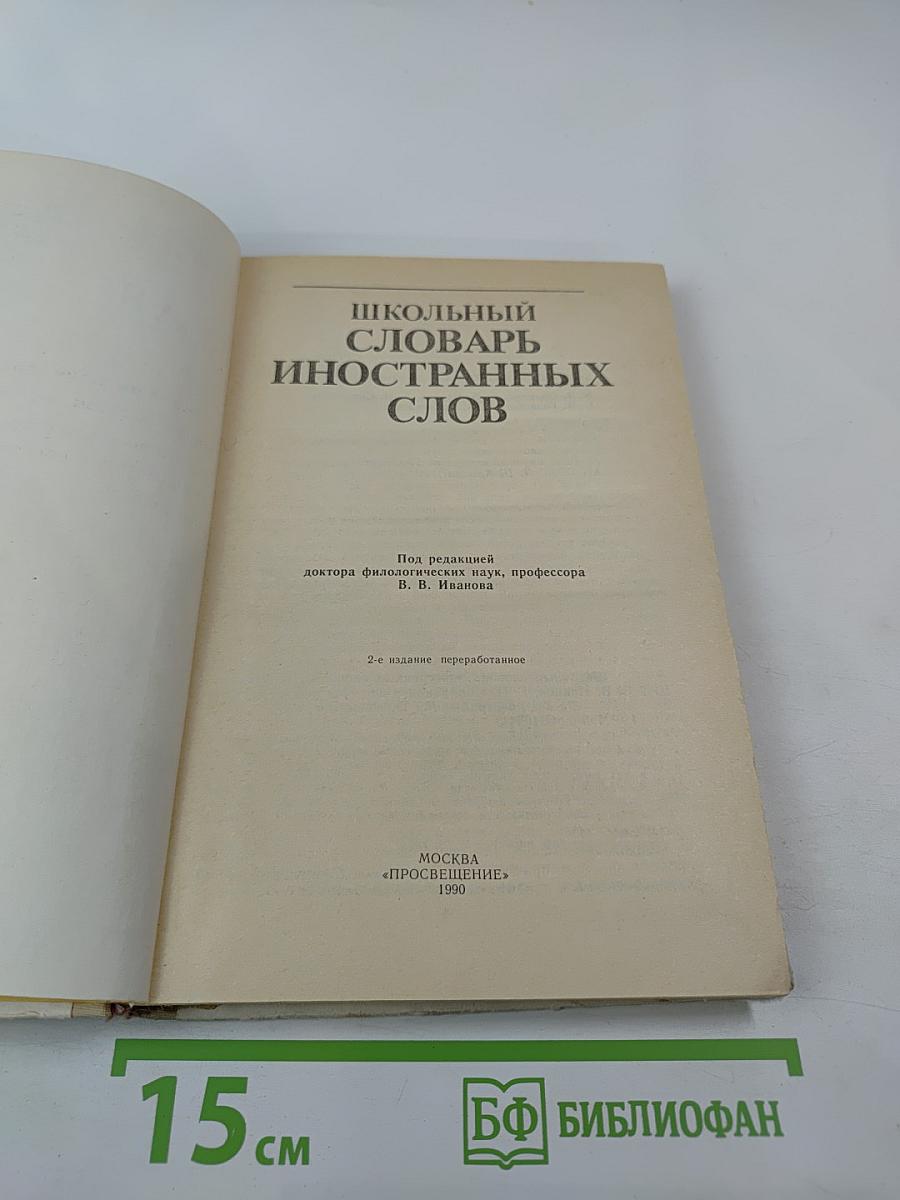 ШКОЛЬНЫЙ
СЛОВАРЬ
ИНОСТРАННЫХ
СЛОВ
Под редакцией
доктора филологических наук, профессора
В. В. Иванова
2-е издание переработанное
МОСКВА
«ПРОСВЕЩЕНИЕ»
1990
15 см
БФ БИБЛИОФАН